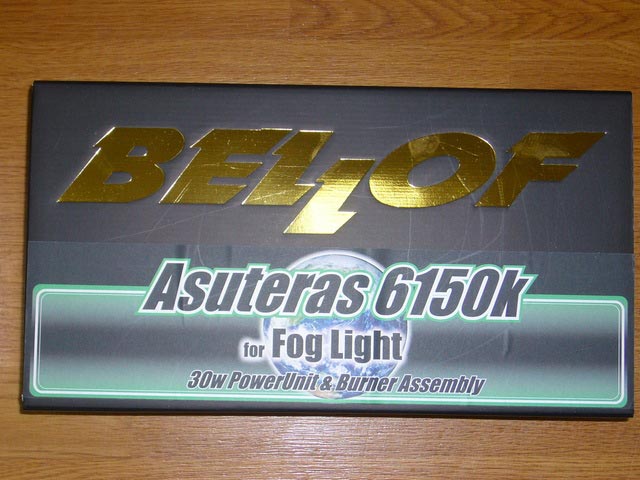 BELLOF
Asuteras 6150k
for Fog Light
30w PowerUnit & Burner Assembly